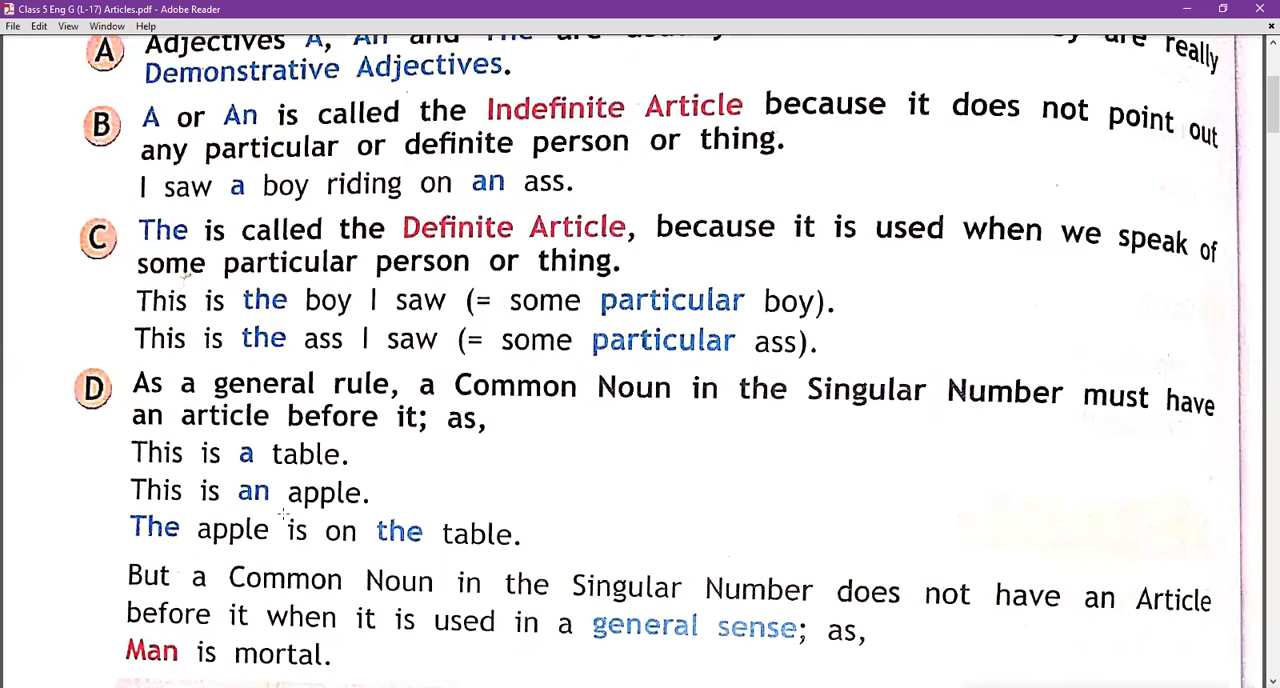 Class 5 Eng G (L-17) Articles.pdf - Adobe Reader
File Edit View Window Help
A Adjectives A, An and The are really
Demonstrative Adjectives.
B A or An is called the Indefinite Article because it does not point out
any particular or definite person or thing.
I saw a boy riding on an ass.
C The is called the Definite Article, because it is used when we speak of
some particular person or thing.
This is the boy I saw (= some particular boy).
This is the ass I saw (= some particular ass).
D As a general rule, a Common Noun in the Singular Number must have
an article before it; as,
This is a table.
This is an apple.
The apple is on the table.
But a Common Noun in the Singular Number does not have an Article
before it when it is used in a general sense; as,
Man is mortal.